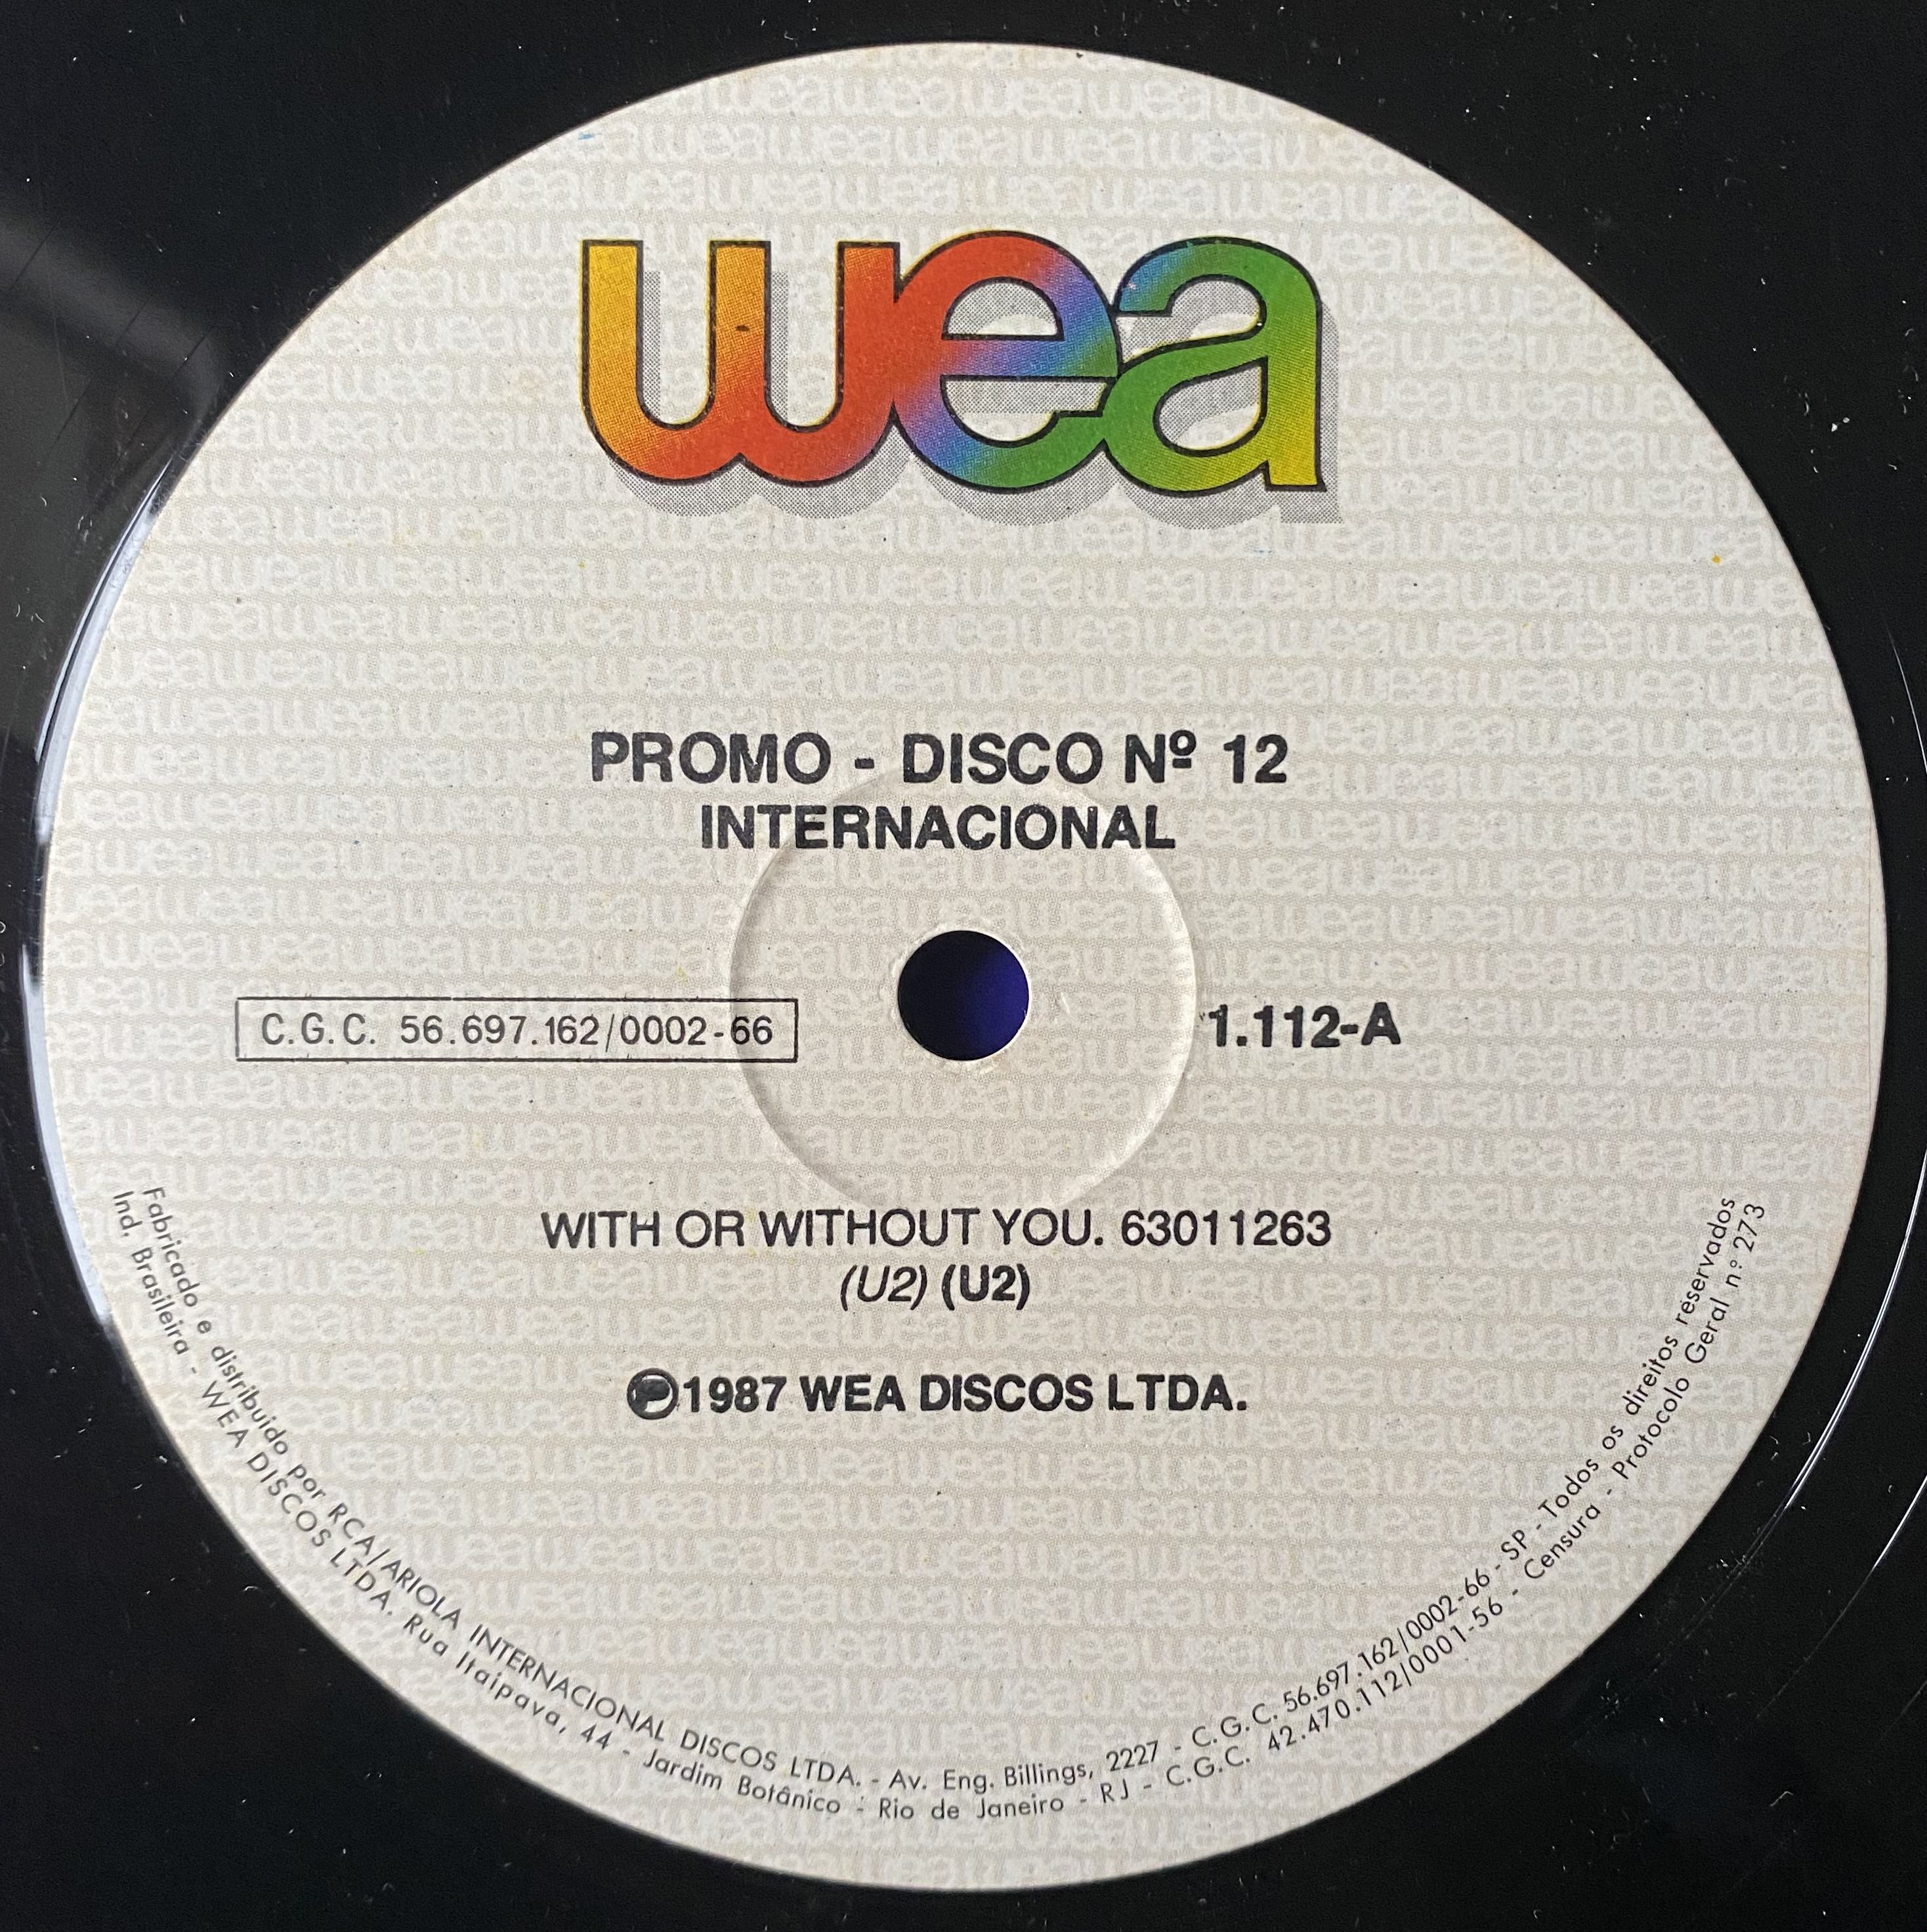 wea
PROMO - DISCO Nº 12
INTERNACIONAL
C.G.C. 56.697.162/0002-66
1.112-A
WITH OR WITHOUT YOU. 63011263
(U2) (U2)
Ⓟ1987 WEA DISCOS LTDA.
Fabricado e distribuido por RCA/ARIOLA INTERNACIONAL DISCOS LTDA. - Av. Eng. Billings, 2227 - C.G.C. 56.697.162/0002-66 - SP - Todos os direitos reservados
Ind. Brasileira - WEA DISCOS LTDA. Rua Itaipava, 44 - Jardim Botânico - Rio de Janeiro - RJ - C.G.C. 42.470.112/0001-56 - Censura - Protocolo Geral nº 273